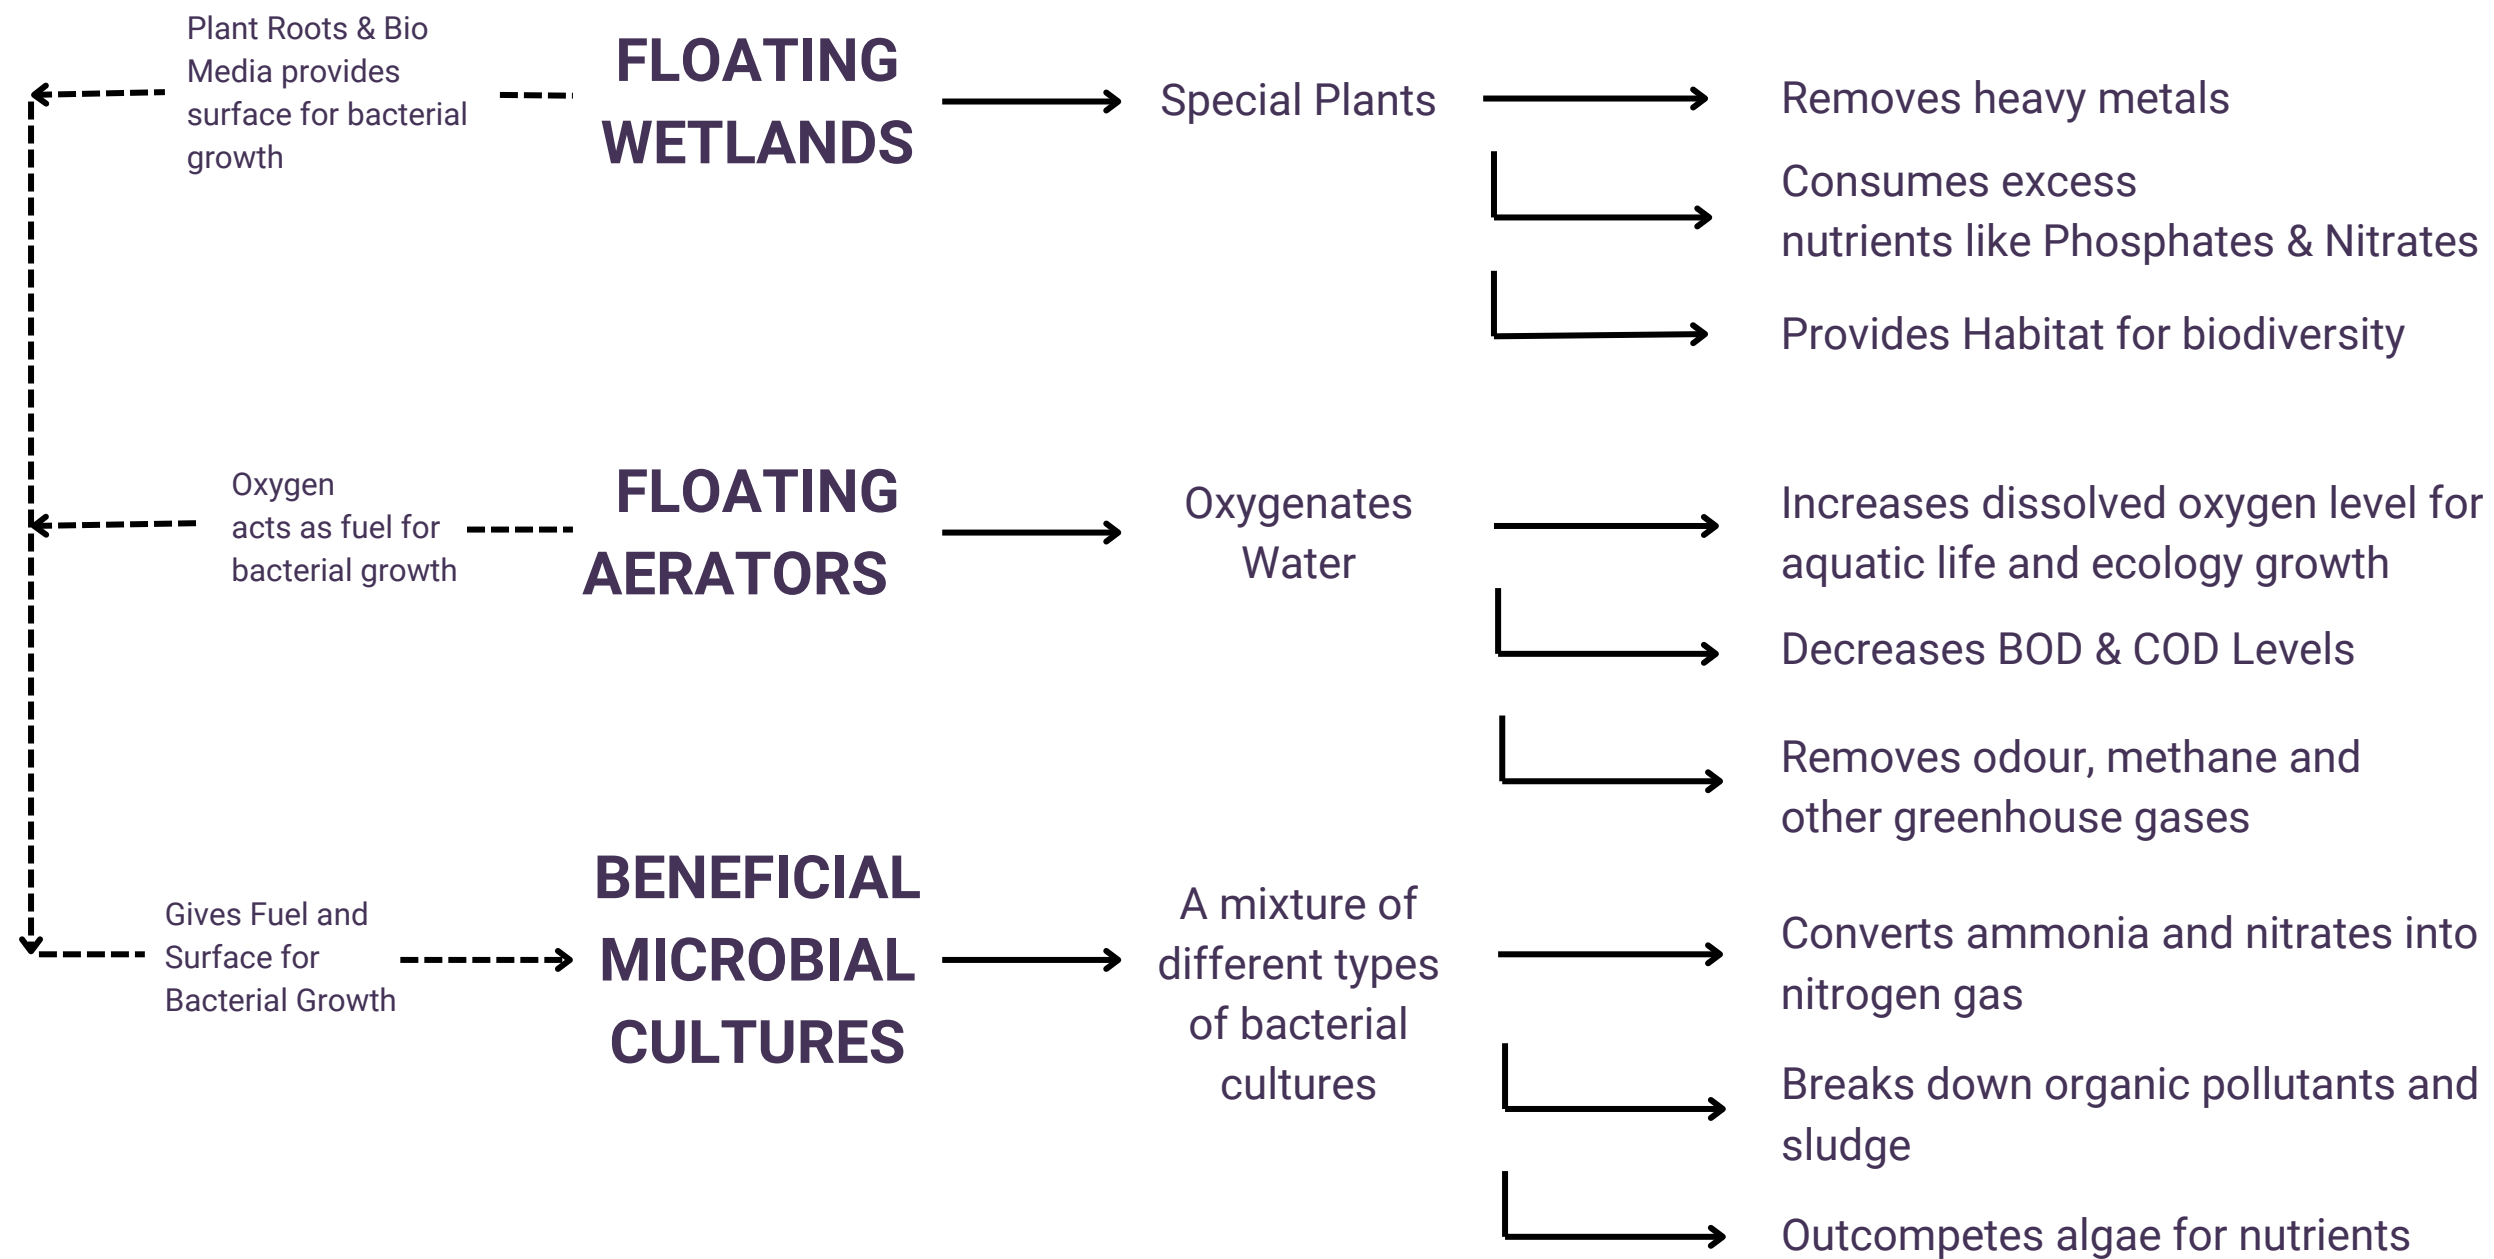 Plant Roots & Bio
Media provides
surface for bacterial
growth
FLOATING
WETLANDS
Special Plants
Removes heavy metals
Consumes excess
nutrients like Phosphates & Nitrates
Provides Habitat for biodiversity
Oxygen
acts as fuel for
bacterial growth
FLOATING
AERATORS
Oxygenates
Water
Increases dissolved oxygen level for
aquatic life and ecology growth
Decreases BOD & COD Levels
Removes odour, methane and
other greenhouse gases
Gives Fuel and
Surface for
Bacterial Growth
BENEFICIAL
MICROBIAL
CULTURES
A mixture of
different types
of bacterial
cultures
Converts ammonia and nitrates into
nitrogen gas
Breaks down organic pollutants and
sludge
Outcompetes algae for nutrients